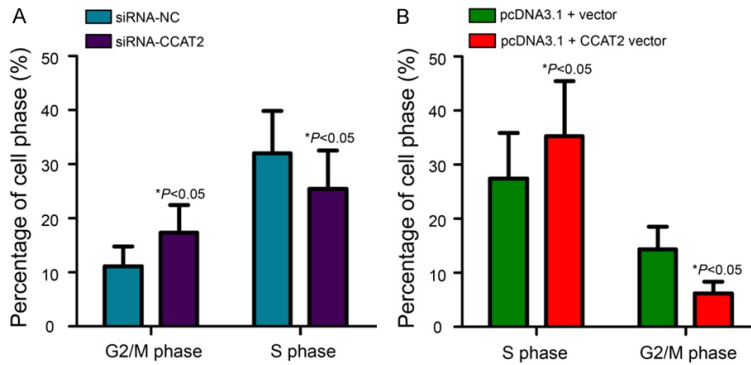 A
siRNA-NC
siRNA-CCAT2
Percentage of cell phase (%)
50
40
30
20
10
0
*P<0.05
*P<0.05
G2/M phase
S phase
B
pcDNA3.1 + vector
pcDNA3.1 + CCAT2 vector
Percentage of cell phase (%)
50
40
30
20
10
0
*P<0.05
*P<0.05
S phase
G2/M phase